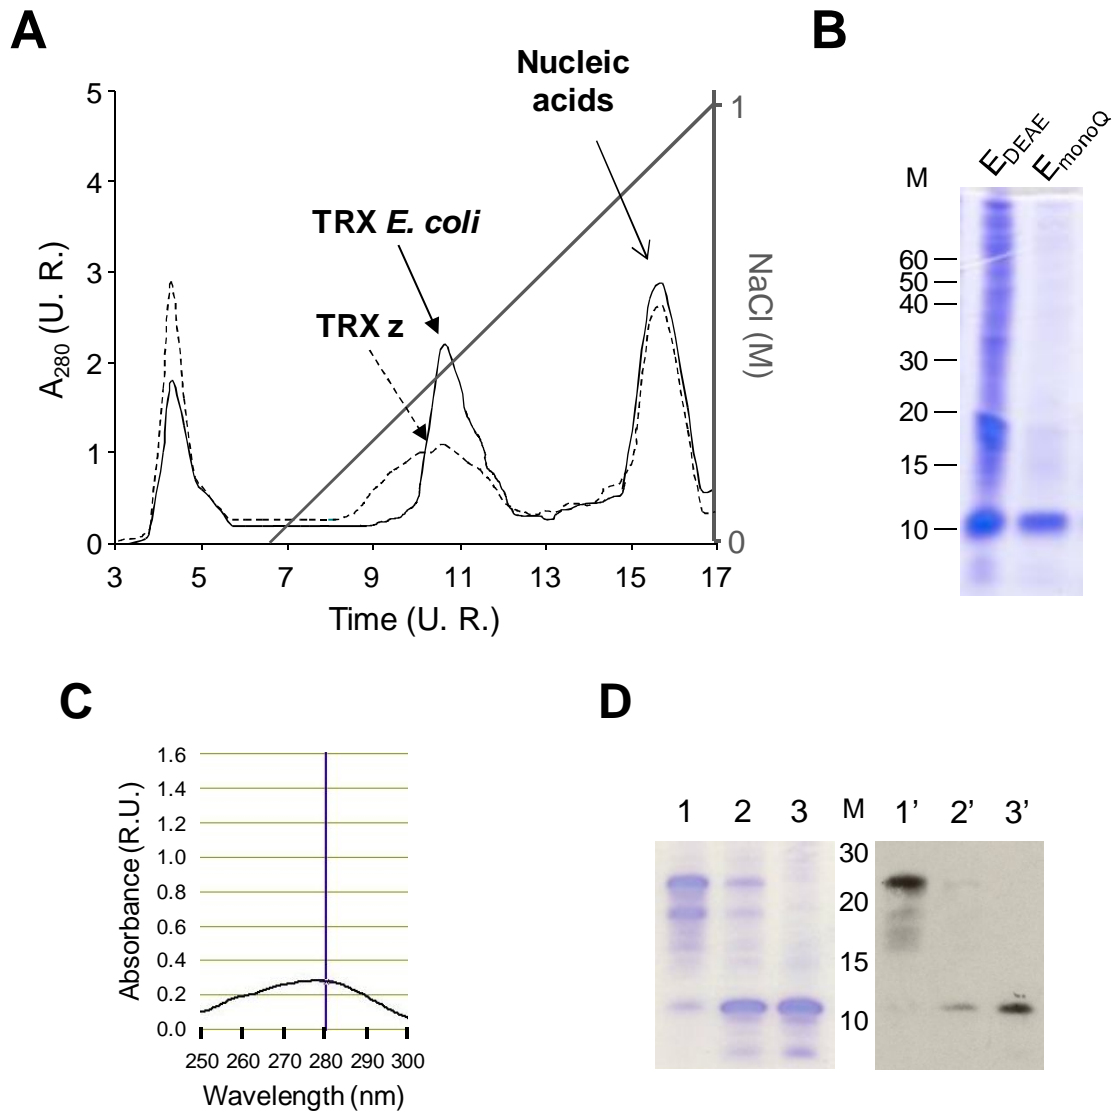 A
Nucleic
acids
5
4
3
2
1
0
A280 (U. R.)
TRX E. coli
TRX z
1
0
NaCl (M)
3 5 7 9 11 13 15 17
Time (U. R.)
B
M
EDEAE
EmonoQ
60
50
40
30
20
15
10
C
1.6
1.4
1.2
1.0
0.8
0.6
0.4
0.2
0.0
Absorbance (R.U.)
250 260 270 280 290 300
Wavelength (nm)
D
1 2 3 M 1’ 2’ 3’
30
20
15
10